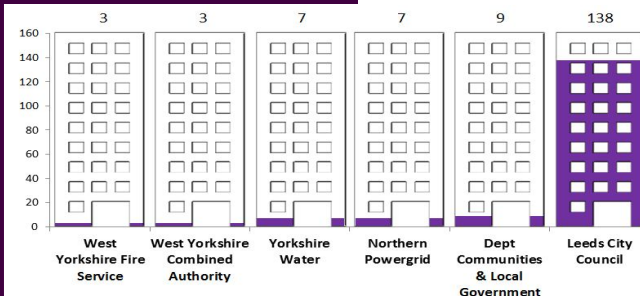 3 3 7 7 9 138
160
140
120
100
80
60
40
20
0
West Yorkshire Fire Service
West Yorkshire Combined Authority
Yorkshire Water
Northern Powergrid
Dept Communities & Local Government
Leeds City Council